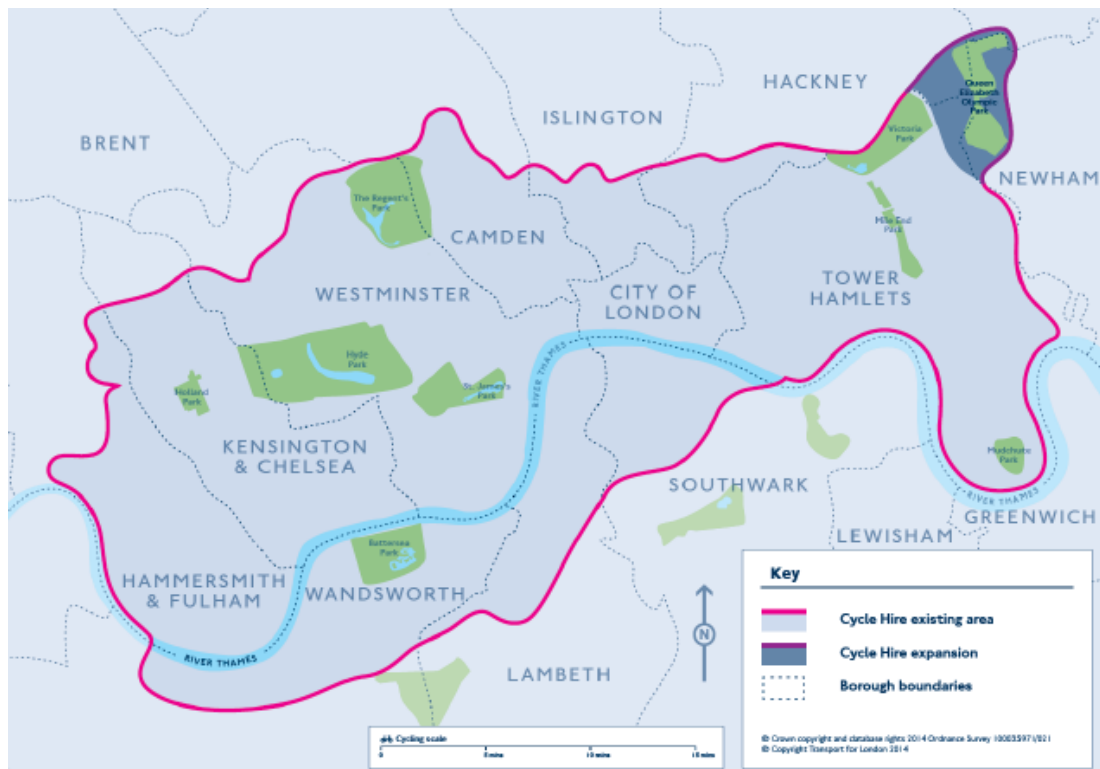 HACKNEY
Queen
Elizabeth
Olympic
Park
ISLINGTON
BRENT
Victoria
Park
NEWHAM
The Regent's
Park
CAMDEN
Mile End
Park
WESTMINSTER
CITY OF
LONDON
TOWER
HAMLETS
RIVER THAMES
Hyde
Park
Holland
Park
St. James's
Park
KENSINGTON
& CHELSEA
Mudchute
Park
SOUTHWARK
RIVER THAMES
GREENWICH
LEWISHAM
Battersea
Park
HAMMERSMITH
& FULHAM
WANDSWORTH
RIVER THAMES
LAMBETH
N
Key
Cycle Hire existing area
Cycle Hire expansion
Borough boundaries
Cycling scale
0
5 mins
10 mins
15 mins
© Crown copyright and database rights 2014 Ordnance Survey 100035971/021
© Copyright Transport for London 2014